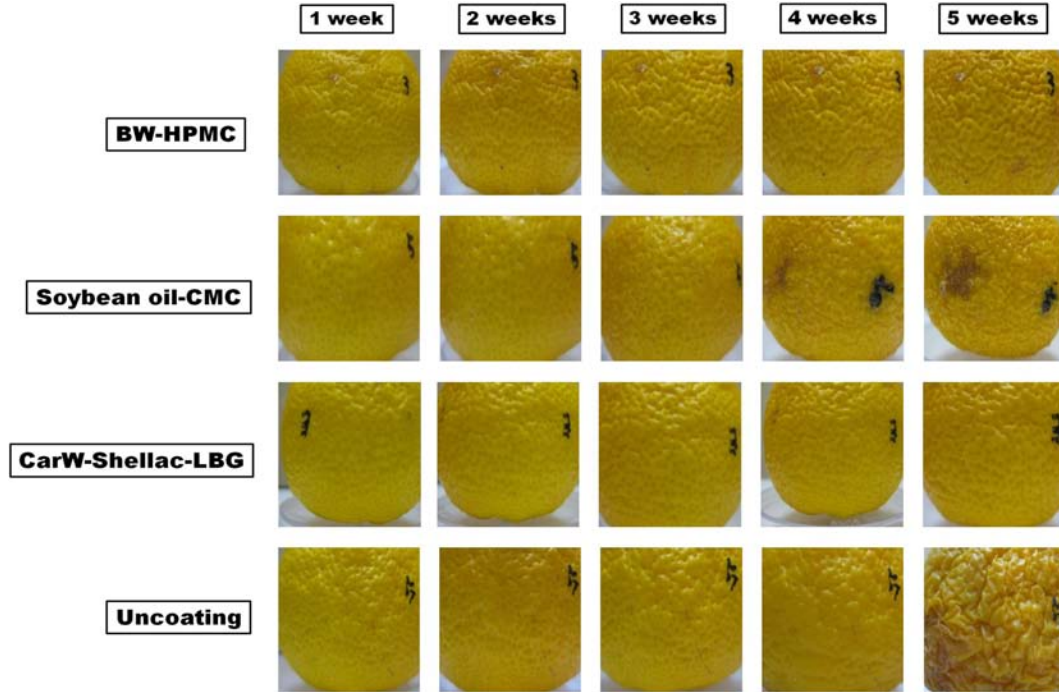 1 week
2 weeks
3 weeks
4 weeks
5 weeks
BW-HPMC
Soybean oil-CMC
CarW-Shellac-LBG
Uncoating